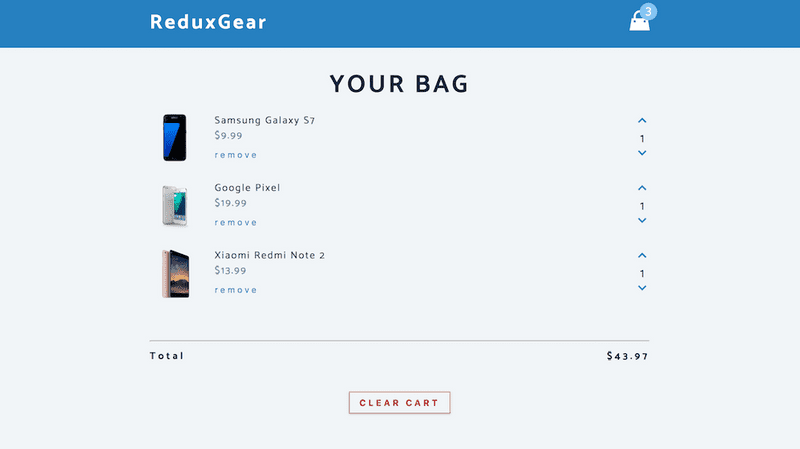 ReduxGear
3
YOUR BAG
Samsung Galaxy S7
$9.99
remove
1
Google Pixel
$19.99
remove
1
Xiaomi Redmi Note 2
$13.99
remove
1
Total $43.97
CLEAR CART